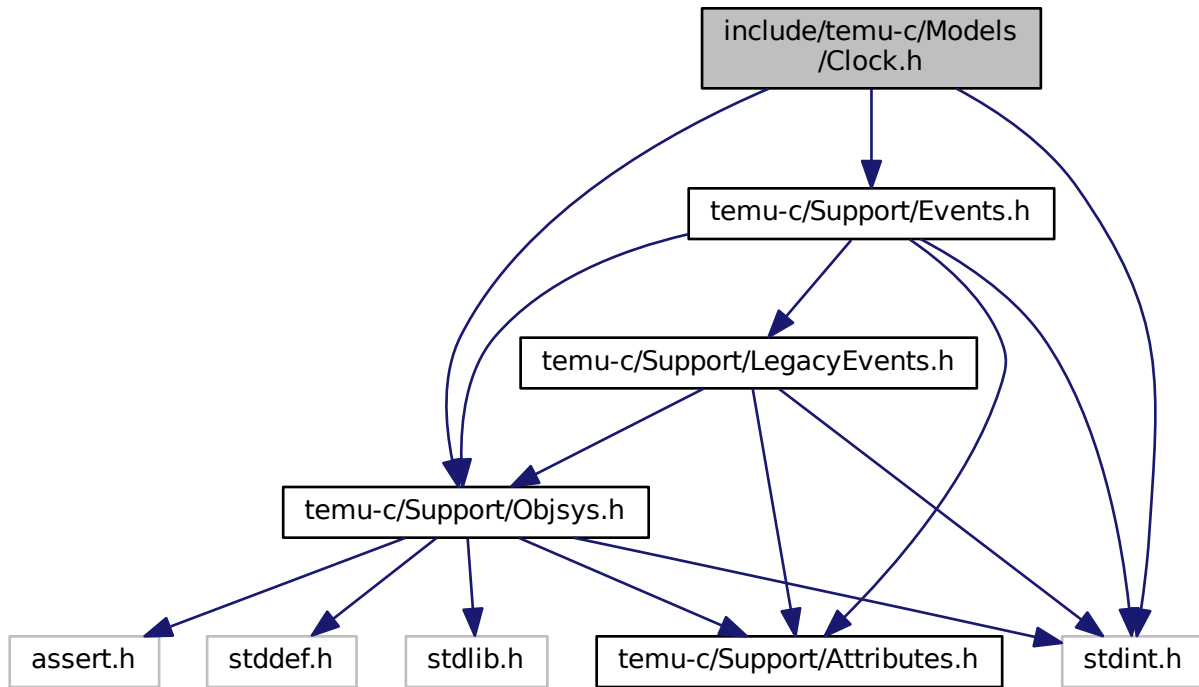 include/temu-c/Models
/Clock.h
temu-c/Support/Events.h
temu-c/Support/LegacyEvents.h
temu-c/Support/Objsys.h
assert.h
stddef.h
stdlib.h
temu-c/Support/Attributes.h
stdint.h